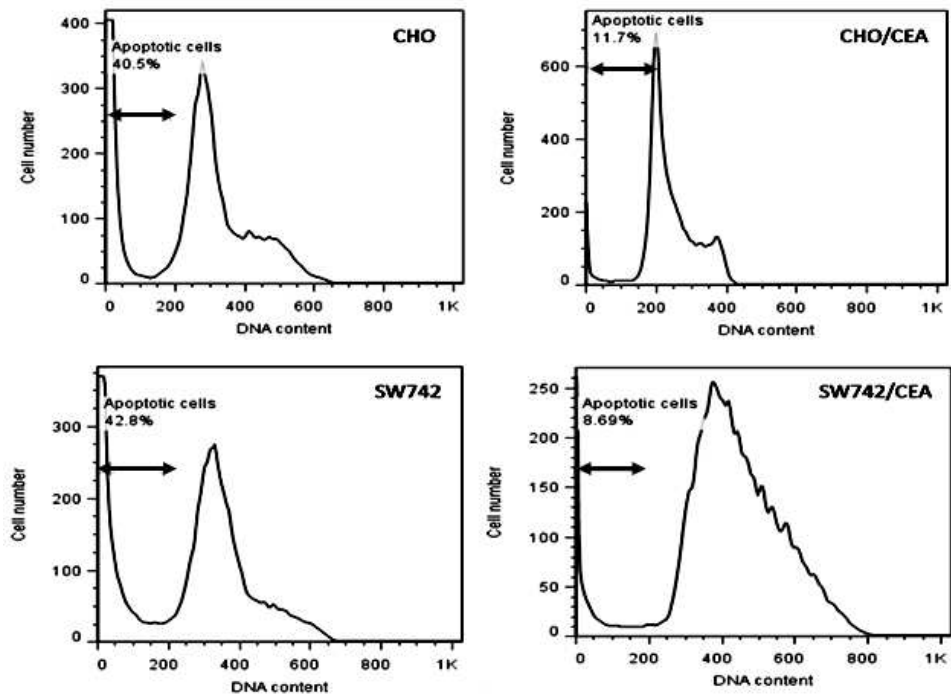 CHO
Apoptotic cells
40.5%
Cell number
400
300
200
100
0
0 200 400 600 800 1K
DNA content
CHO/CEA
Apoptotic cells
11.7%
Cell number
600
400
200
0
0 200 400 600 800 1K
DNA content
SW742
Apoptotic cells
42.8%
Cell number
300
200
100
0
0 200 400 600 800 1K
DNA content
SW742/CEA
Apoptotic cells
8.69%
Cell number
250
200
150
100
50
0
0 200 400 600 800 1K
DNA content